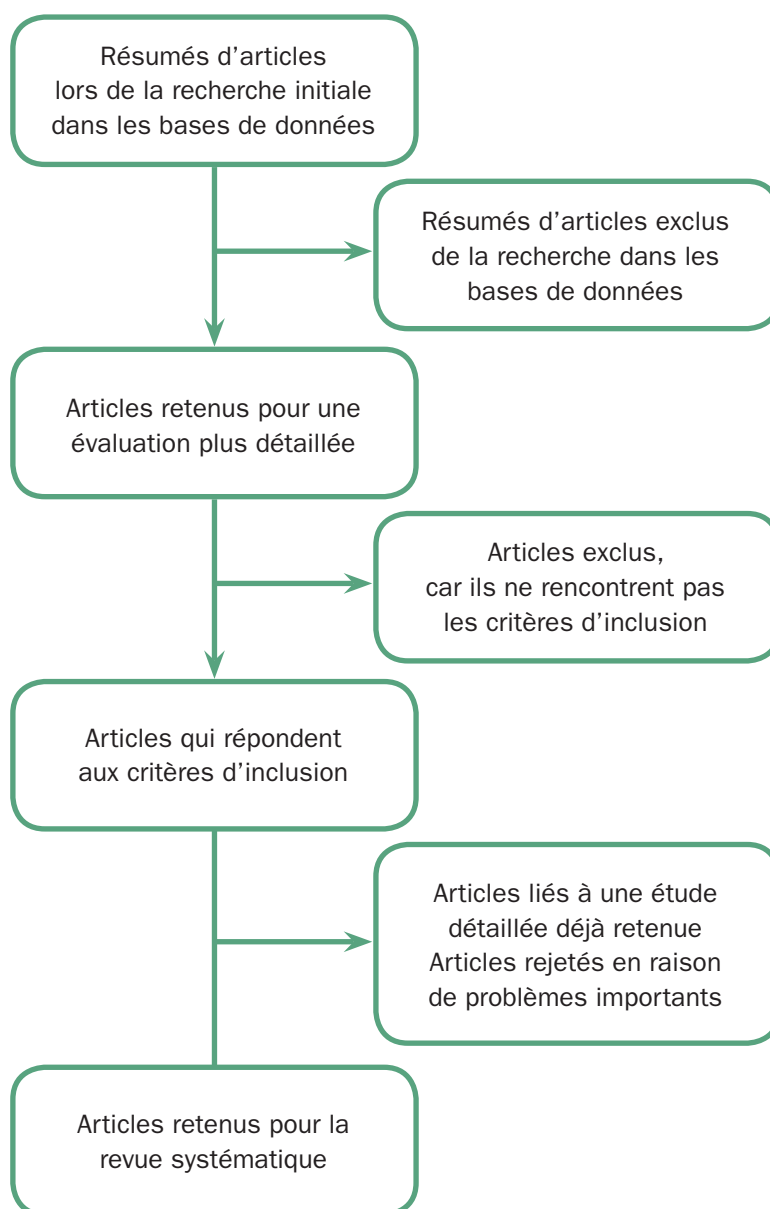 Résumés d’articles
lors de la recherche initiale
dans les bases de données
Résumés d’articles exclus
de la recherche dans les
bases de données
Articles retenus pour une
évaluation plus détaillée
Articles exclus,
car ils ne rencontrent pas
les critères d’inclusion
Articles qui répondent
aux critères d’inclusion
Articles liés à une étude
détaillée déjà retenue
Articles rejetés en raison
de problèmes importants
Articles retenus pour la
revue systématique